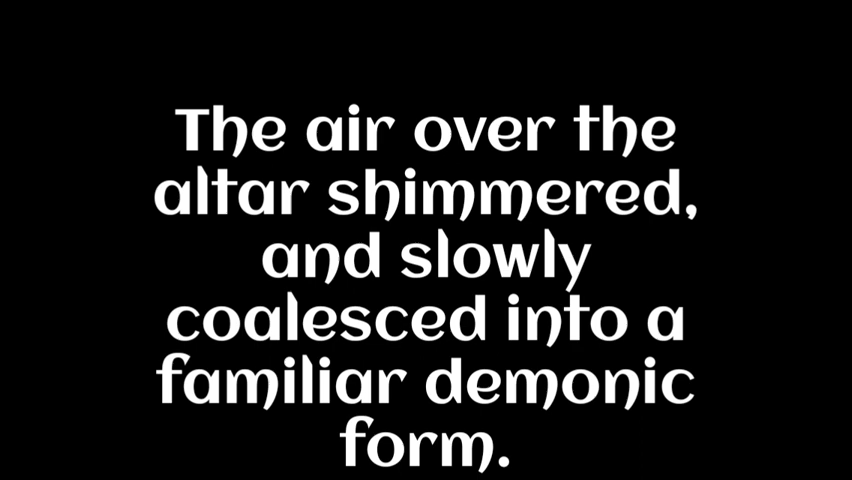 The air over the
altar shimmered,
and slowly
coalesced into a
familiar demonic
form.